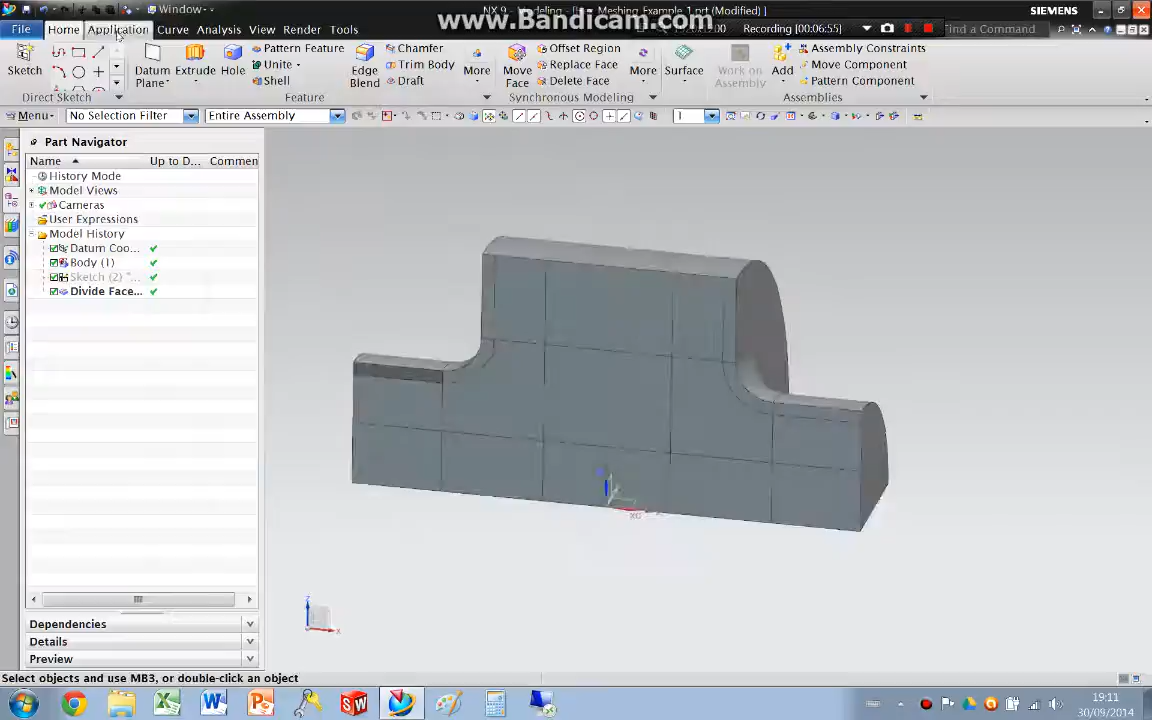 Window
NX 9 - Modeling - Base Meshing Example_1.prt (Modified) ]
www.Bandicam.com
SIEMENS
File Home Application Curve Analysis View Render Tools
Recording [00:06:55]
Find a Command
Sketch
Datum Plane
Extrude
Hole
Pattern Feature
Unite
Shell
Edge Blend
Chamfer
Trim Body
Draft
More
Move Face
Offset Region
Replace Face
Delete Face
More
Surface
Work on Assembly
Add
Assembly Constraints
Move Component
Pattern Component
Direct Sketch
Feature
Synchronous Modeling
Assemblies
Menu
No Selection Filter
Entire Assembly
1
Part Navigator
Name Up to D... Commen
History Mode
Model Views
Cameras
User Expressions
Model History
Datum Coo...
Body (1)
Sketch (2) "...
Divide Face...
Dependencies
Details
Preview
Select objects and use MB3, or double-click an object
19:11
30/09/2014